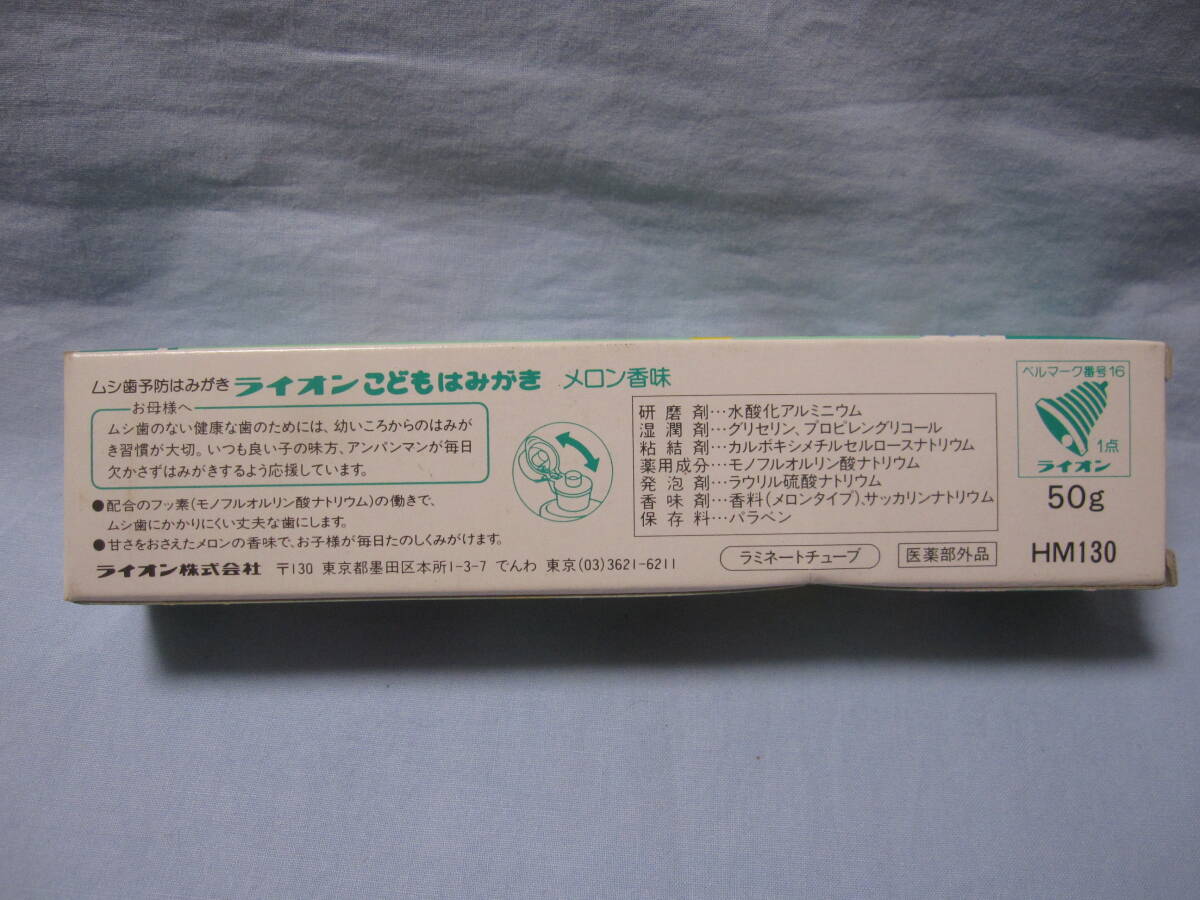 ムシ歯予防はみがき ライオンこどもはみがき メロン香味
お母様へ
ムシ歯のない健康な歯のためには、幼いころからのはみが
き習慣が大切。いつも良い子の味方、アンパンマンが毎日
欠かさずはみがきするよう応援しています。
●配合のフッ素(モノフルオルリン酸ナトリウム)の働きで、
ムシ歯にかかりにくい丈夫な歯にします。
●甘さをおさえたメロンの香味で、お子様が毎日たのしくみがけます。
ライオン株式会社 〒130 東京都墨田区本所1-3-7 でんわ 東京(03)3621-6211
研磨剤…水酸化アルミニウム
湿潤剤…グリセリン、プロピレングリコール
粘結剤…カルボキシメチルセルロースナトリウム
薬用成分…モノフルオルリン酸ナトリウム
発泡剤…ラウリル硫酸ナトリウム
香味剤…香料(メロンタイプ)、サッカリンナトリウム
保存料…パラベン
ラミネートチューブ
医薬部外品
ベルマーク番号16
1点
ライオン
50g
HM130